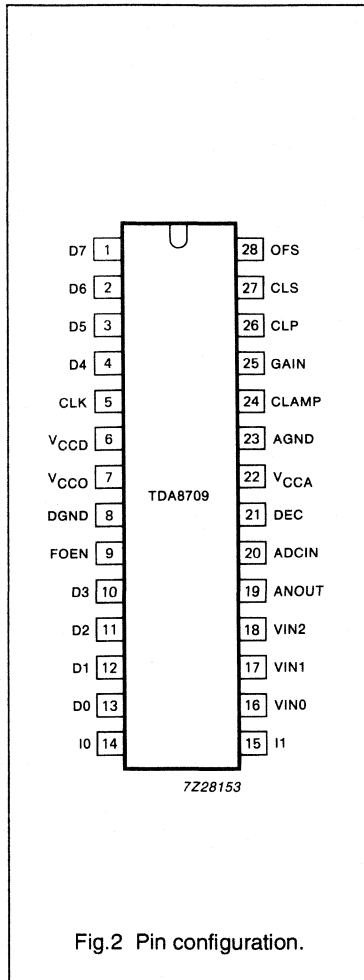 D7 1 28 OFS
D6 2 27 CLS
D5 3 26 CLP
D4 4 25 GAIN
CLK 5 24 CLAMP
VCCD 6 23 AGND
VCCO 7 22 VCCA
TDA8709
DGND 8 21 DEC
FOEN 9 20 ADCIN
D3 10 19 ANOUT
D2 11 18 VIN2
D1 12 17 VIN1
D0 13 16 VIN0
I0 14 15 I1
7Z28153
Fig.2 Pin configuration.